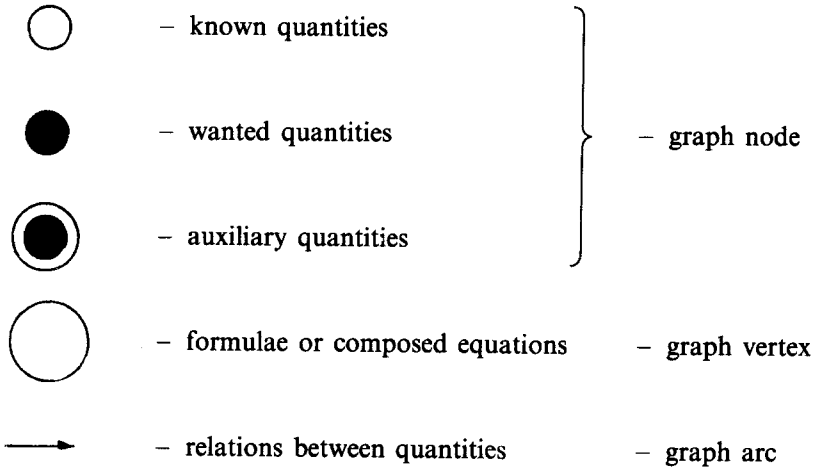 – known quantities
– wanted quantities – graph node
– auxiliary quantities
– formulae or composed equations – graph vertex
– relations between quantities – graph arc